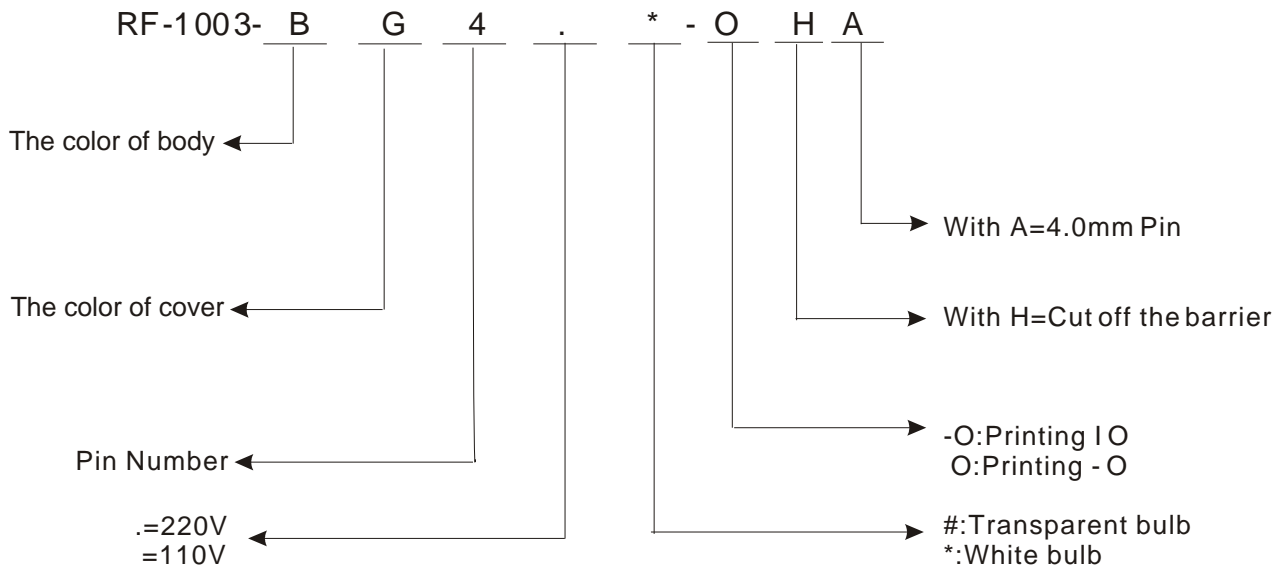 RF-1003- B G 4 . * - O H A
The color of body
With A=4.0mm Pin
The color of cover
With H=Cut off the barrier
-O:Printing I O
O:Printing - O
Pin Number
.=220V
=110V
#:Transparent bulb
*:White bulb